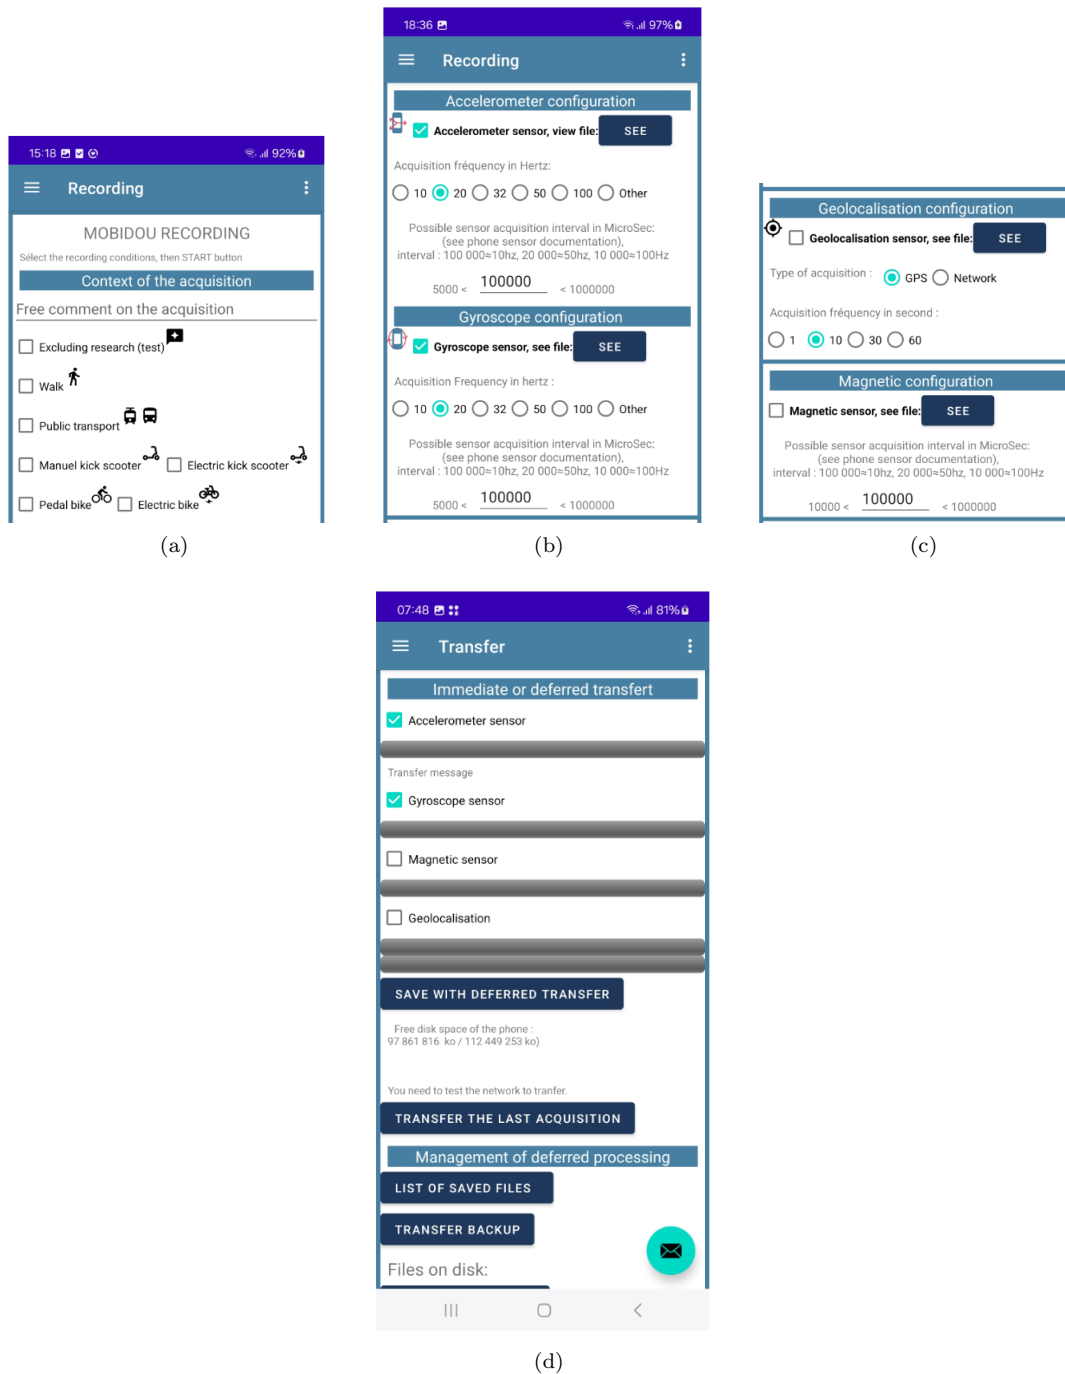 15:18 92%
Recording
MOBIDOU RECORDING
Sélect the recording conditions, then START button
Context of the acquisition
Free comment on the acquisition
Excluding research (test)
Walk
Public transport
Manuel kick scooter Electric kick scooter
Pedal bike Electric bike
(a)
18:36 97%
Recording
Accelerometer configuration
Accelerometer sensor, view file: SEE
Acquisition fréquency in Hertz:
10 20 32 50 100 Other
Possible sensor acquisition interval in MicroSec:
(see phone sensor documentation),
interval : 100 000≈10hz, 20 000≈50hz, 10 000≈100Hz
5000 < 100000 < 1000000
Gyroscope configuration
Gyroscope sensor, see file: SEE
Acquisition Frequency in hertz :
10 20 32 50 100 Other
Possible sensor acquisition interval in MicroSec:
(see phone sensor documentation),
interval : 100 000≈10hz, 20 000≈50hz, 10 000≈100Hz
5000 < 100000 < 1000000
(b)
Geolocalisation configuration
Geolocalisation sensor, see file: SEE
Type of acquisition : GPS Network
Acquisition fréquency in second :
1 10 30 60
Magnetic configuration
Magnetic sensor, see file: SEE
Possible sensor acquisition interval in MicroSec:
(see phone sensor documentation),
interval : 100 000≈10hz, 20 000≈50hz, 10 000≈100Hz
10000 < 100000 < 1000000
(c)
07:48 81%
Transfer
Immediate or deferred transfert
Accelerometer sensor
Transfer message
Gyroscope sensor
Magnetic sensor
Geolocalisation
SAVE WITH DEFERRED TRANSFER
Free disk space of the phone :
97 861 816 ko / 112 449 253 ko)
You need to test the network to tranfer.
TRANSFER THE LAST ACQUISITION
Management of deferred processing
LIST OF SAVED FILES
TRANSFER BACKUP
Files on disk:
(d)